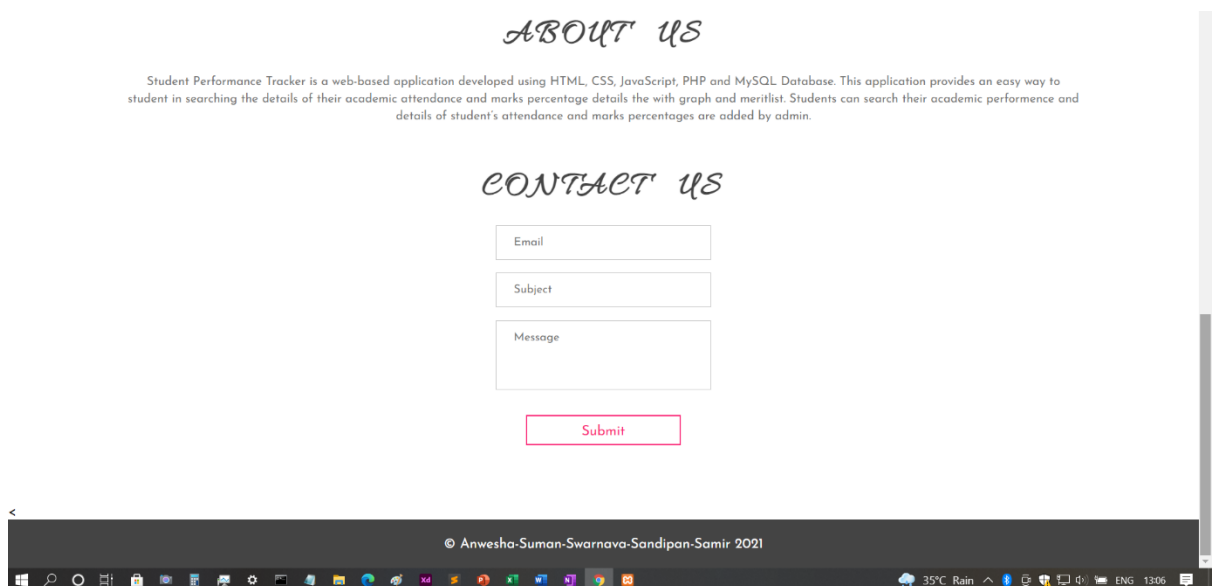 ABOUT US
Student Performance Tracker is a web-based application developed using HTML, CSS, JavaScript, PHP and MySQL Database. This application provides an easy way to
student in searching the details of their academic attendance and marks percentage details the with graph and meritlist. Students can search their academic performence and
details of student's attendance and marks percentages are added by admin.
CONTACT US
Email
Subject
Message
Submit
<
© Anwesha-Suman-Swarnava-Sandipan-Samir 2021
35°C Rain ENG 13:06